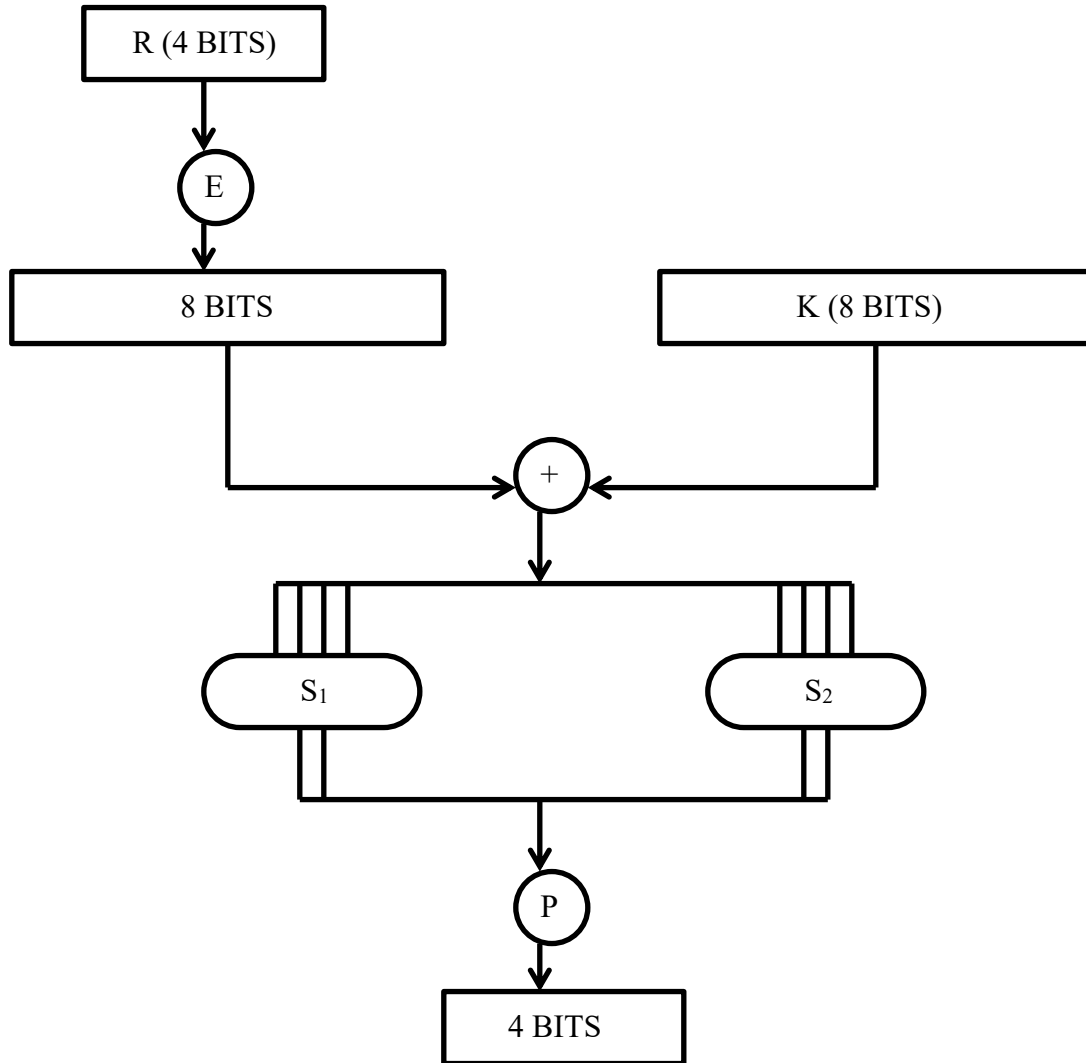 R (4 BITS)
E
8 BITS
K (8 BITS)
+
S₁
S₂
P
4 BITS